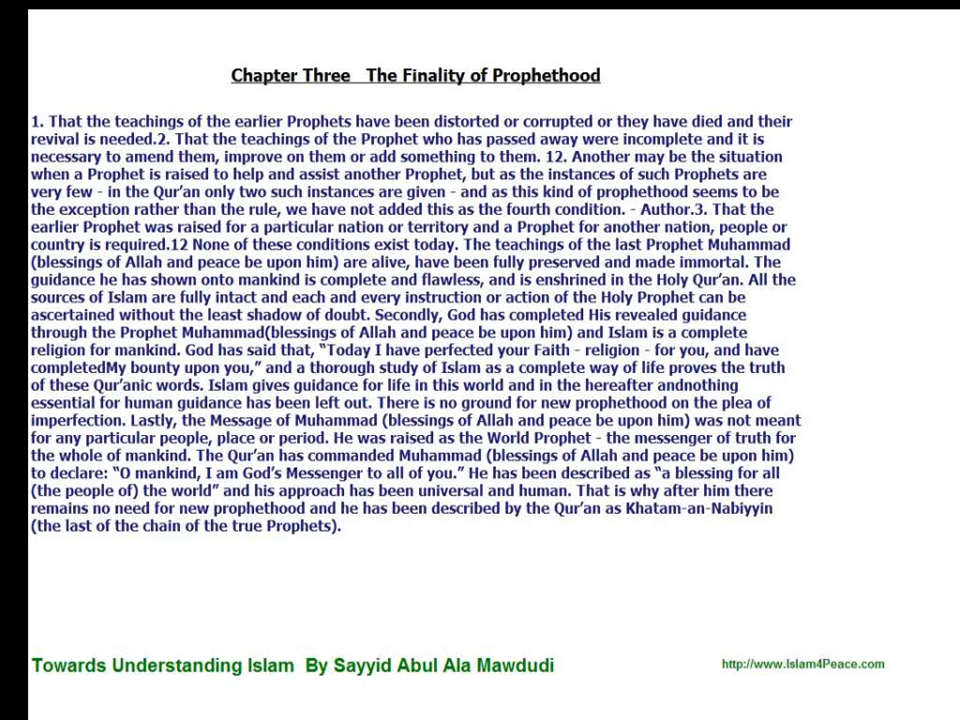 Chapter Three   The Finality of Prophethood
1. That the teachings of the earlier Prophets have been distorted or corrupted or they have died and their
revival is needed.2. That the teachings of the Prophet who has passed away were incomplete and it is
necessary to amend them, improve on them or add something to them. 12. Another may be the situation
when a Prophet is raised to help and assist another Prophet, but as the instances of such Prophets are
very few - in the Qur’an only two such instances are given - and as this kind of prophethood seems to be
the exception rather than the rule, we have not added this as the fourth condition. - Author.3. That the
earlier Prophet was raised for a particular nation or territory and a Prophet for another nation, people or
country is required.12 None of these conditions exist today. The teachings of the last Prophet Muhammad
(blessings of Allah and peace be upon him) are alive, have been fully preserved and made immortal. The
guidance he has shown onto mankind is complete and flawless, and is enshrined in the Holy Qur’an. All the
sources of Islam are fully intact and each and every instruction or action of the Holy Prophet can be
ascertained without the least shadow of doubt. Secondly, God has completed His revealed guidance
through the Prophet Muhammad(blessings of Allah and peace be upon him) and Islam is a complete
religion for mankind. God has said that, “Today I have perfected your Faith - religion - for you, and have
completedMy bounty upon you,” and a thorough study of Islam as a complete way of life proves the truth
of these Qur’anic words. Islam gives guidance for life in this world and in the hereafter andnothing
essential for human guidance has been left out. There is no ground for new prophethood on the plea of
imperfection. Lastly, the Message of Muhammad (blessings of Allah and peace be upon him) was not meant
for any particular people, place or period. He was raised as the World Prophet - the messenger of truth for
the whole of mankind. The Qur’an has commanded Muhammad (blessings of Allah and peace be upon him)
to declare: “O mankind, I am God’s Messenger to all of you.” He has been described as “a blessing for all
(the people of) the world” and his approach has been universal and human. That is why after him there
remains no need for new prophethood and he has been described by the Qur’an as Khatam-an-Nabiyyin
(the last of the chain of the true Prophets).
Towards Understanding Islam  By Sayyid Abul Ala Mawdudi
http://www.Islam4Peace.com